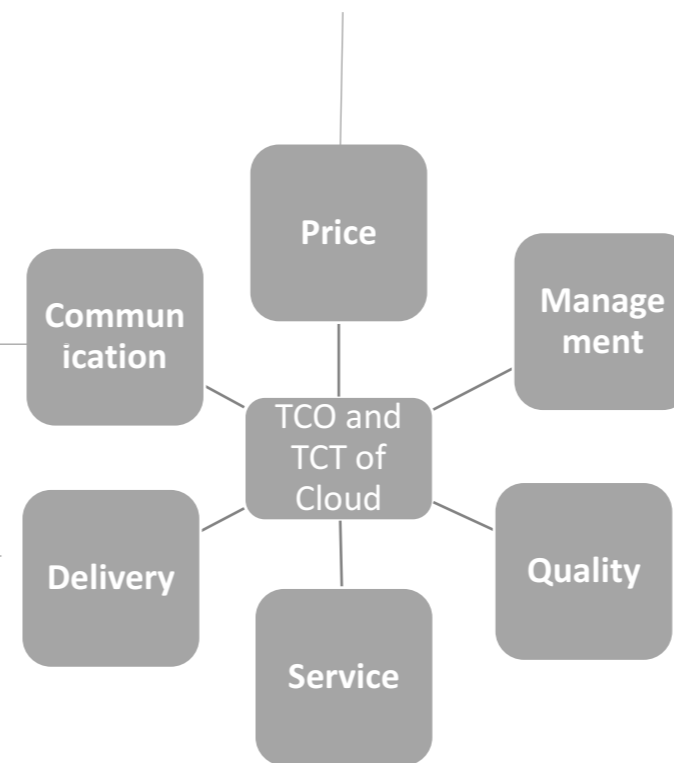 Price
Commun
ication
Manage
ment
TCO and
TCT of
Cloud
Delivery
Quality
Service